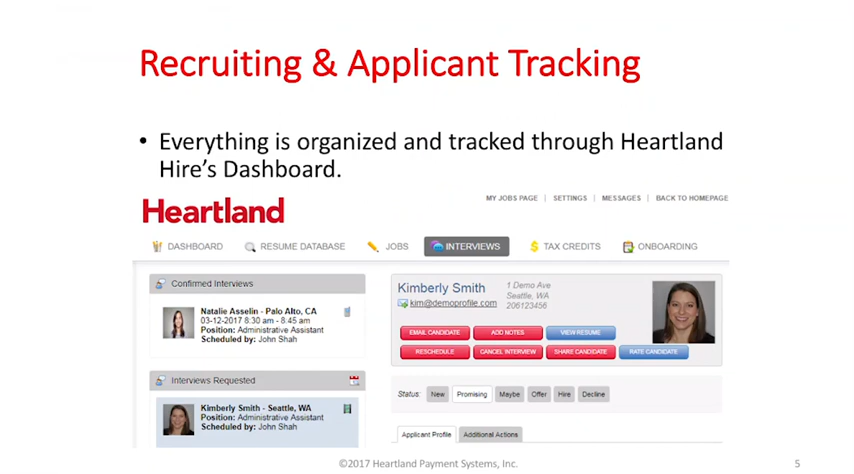 Recruiting & Applicant Tracking
• Everything is organized and tracked through Heartland
Hire's Dashboard.
MY JOBS PAGE | SETTINGS | MESSAGES | BACK TO HOMEPAGE
Heartland
DASHBOARD RESUME DATABASE JOBS INTERVIEWS TAX CREDITS ONBOARDING
Confirmed Interviews
Natalie Asselin - Palo Alto, CA
03-12-2017 8:30 am - 8:45 am
Position: Administrative Assistant
Scheduled by: John Shah
Interviews Requested
Kimberly Smith - Seattle, WA
Position: Administrative Assistant
Scheduled by: John Shah
Kimberly Smith
kim@demoprofile.com
1 Demo Ave
Seattle, WA
206123456
EMAIL CANDIDATE ADD NOTES VIEW RESUME
RESCHEDULE CANCEL INTERVIEW SHARE CANDIDATE RATE CANDIDATE
Status: New Promising Maybe Offer Hire Decline
Applicant Profile Additional Actions
©2017 Heartland Payment Systems, Inc.
5